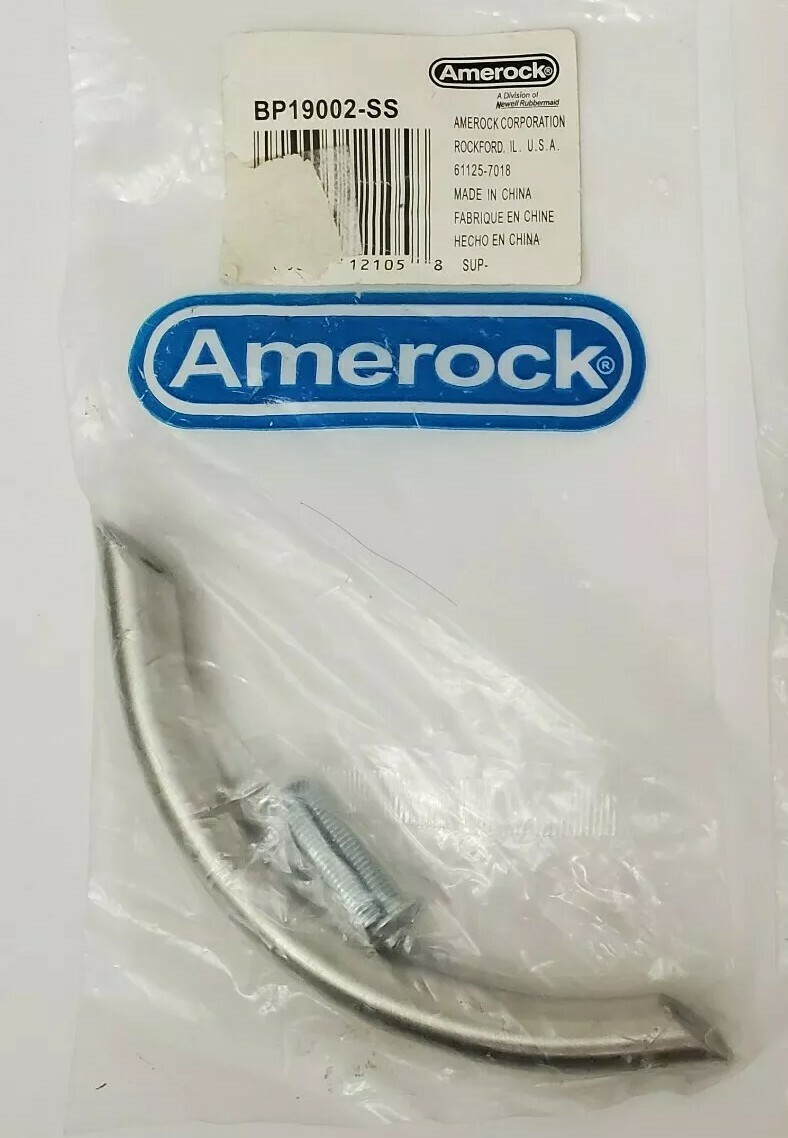 Amerock®
A Division of
Newell Rubbermaid
BP19002-SS
AMEROCK CORPORATION
ROCKFORD, IL. U.S.A.
61125-7018
MADE IN CHINA
FABRIQUE EN CHINE
HECHO EN CHINA
12105 8 SUP-
Amerock®